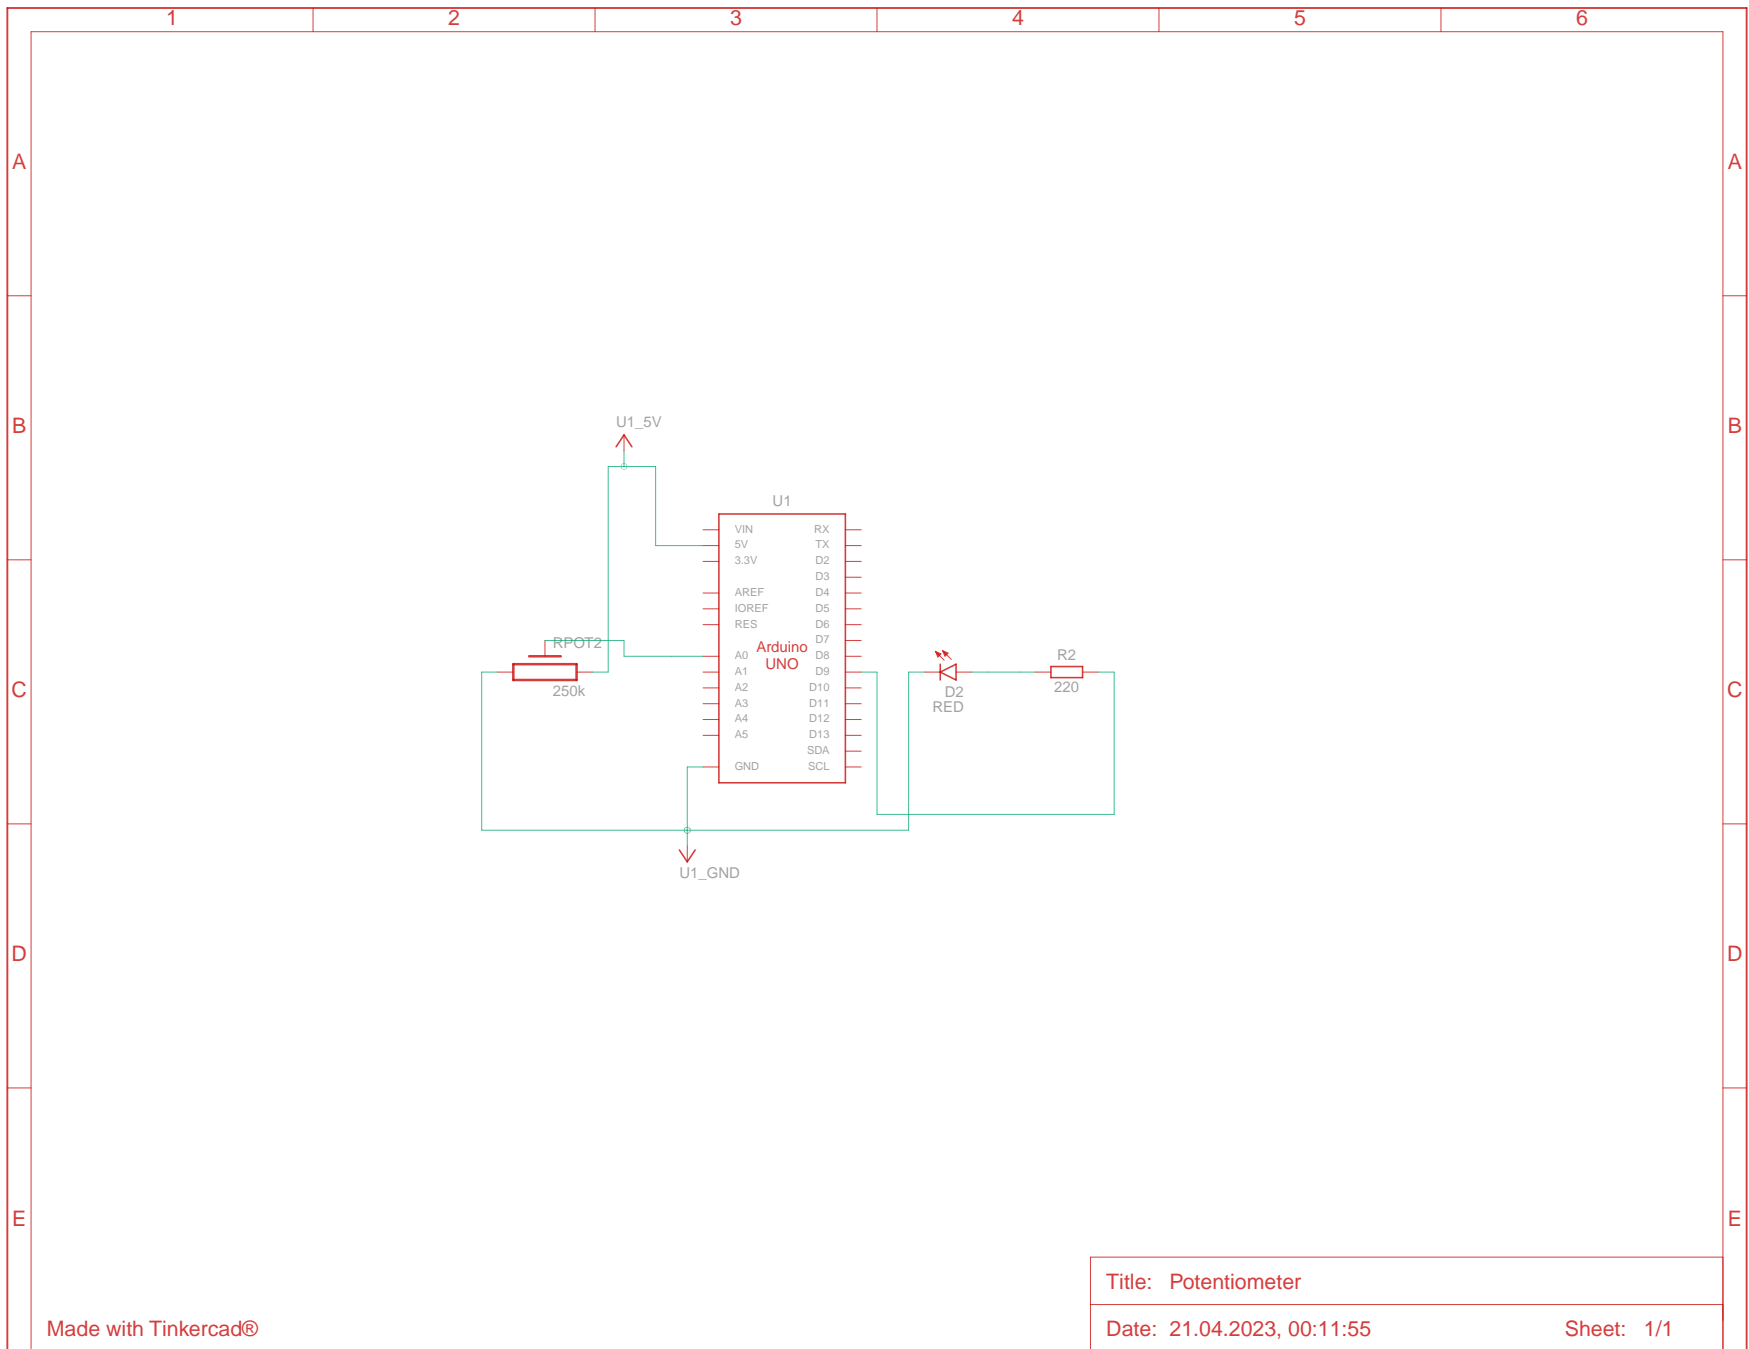 1 2 3 4 5 6
A A
B B
U1_5V
U1
VIN RX
5V TX
3.3V D2
D3
AREF D4
IOREF D5
RES D6
RPOT2 D7
A0 Arduino D8
UNO
A1 D9
A2 D10
A3 D11
A4 D12
A5 D13
SDA
GND SCL
250k
D2
RED
R2
220
C C
U1_GND
D D
E E
Title: Potentiometer
Made with Tinkercad®
Date: 21.04.2023, 00:11:55 Sheet: 1/1